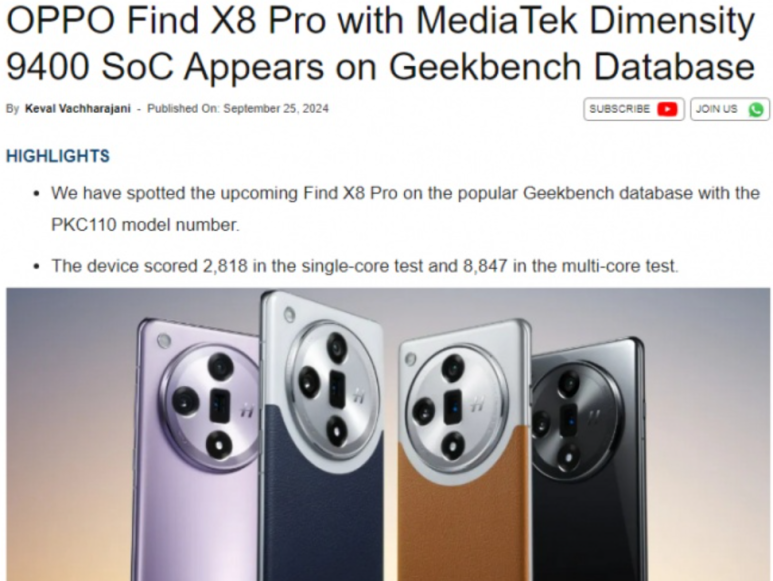 OPPO Find X8 Pro with MediaTek Dimensity
9400 SoC Appears on Geekbench Database
By Keval Vachharajani - Published On: September 25, 2024
SUBSCRIBE
JOIN US
HIGHLIGHTS
• We have spotted the upcoming Find X8 Pro on the popular Geekbench database with the
PKC110 model number.
• The device scored 2,818 in the single-core test and 8,847 in the multi-core test.